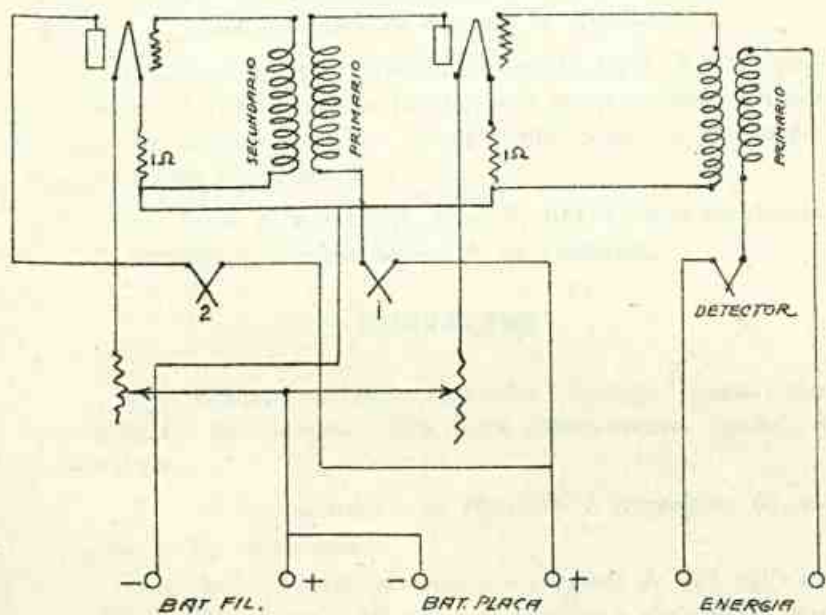 1Ω
SECUNDARIO
PRIMARIO
1Ω
PRIMARIO
2
1
DETECTOR
- + - +
BAT FIL.
BAT. PLACA
ENERGIA